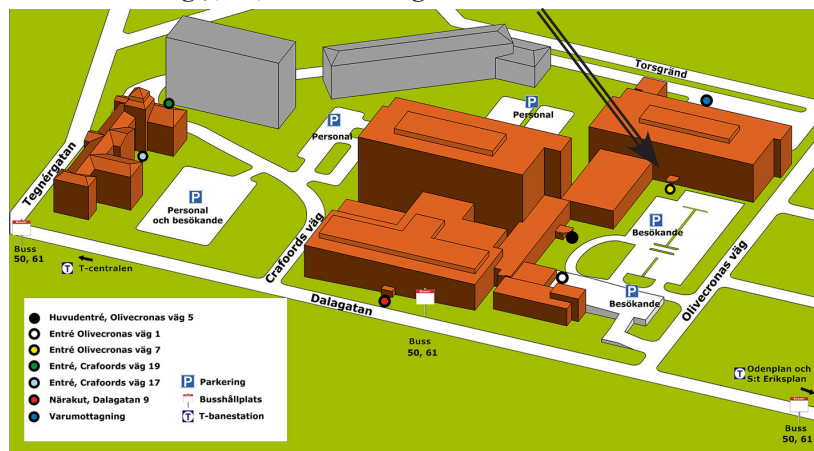 Torsgränd
P
Personal
P
Personal
Tegnérgatan
P
Personal
och besökande
Crafoords väg
P
Besökande
P
Besökande
Olivecronas väg
Buss
50, 61
T
T-centralen
Dalagatan
Buss
50, 61
T
Odenplan och
S:t Eriksplan
Buss
50, 61
Huvudentré, Olivecronas väg 5
Entré Olivecronas väg 1
Entré Olivecronas väg 7
Entré, Crafoords väg 19
Entré, Crafoords väg 17
Närakut, Dalagatan 9
Varumottagning
P Parkering
Busshållplats
T T-banestation